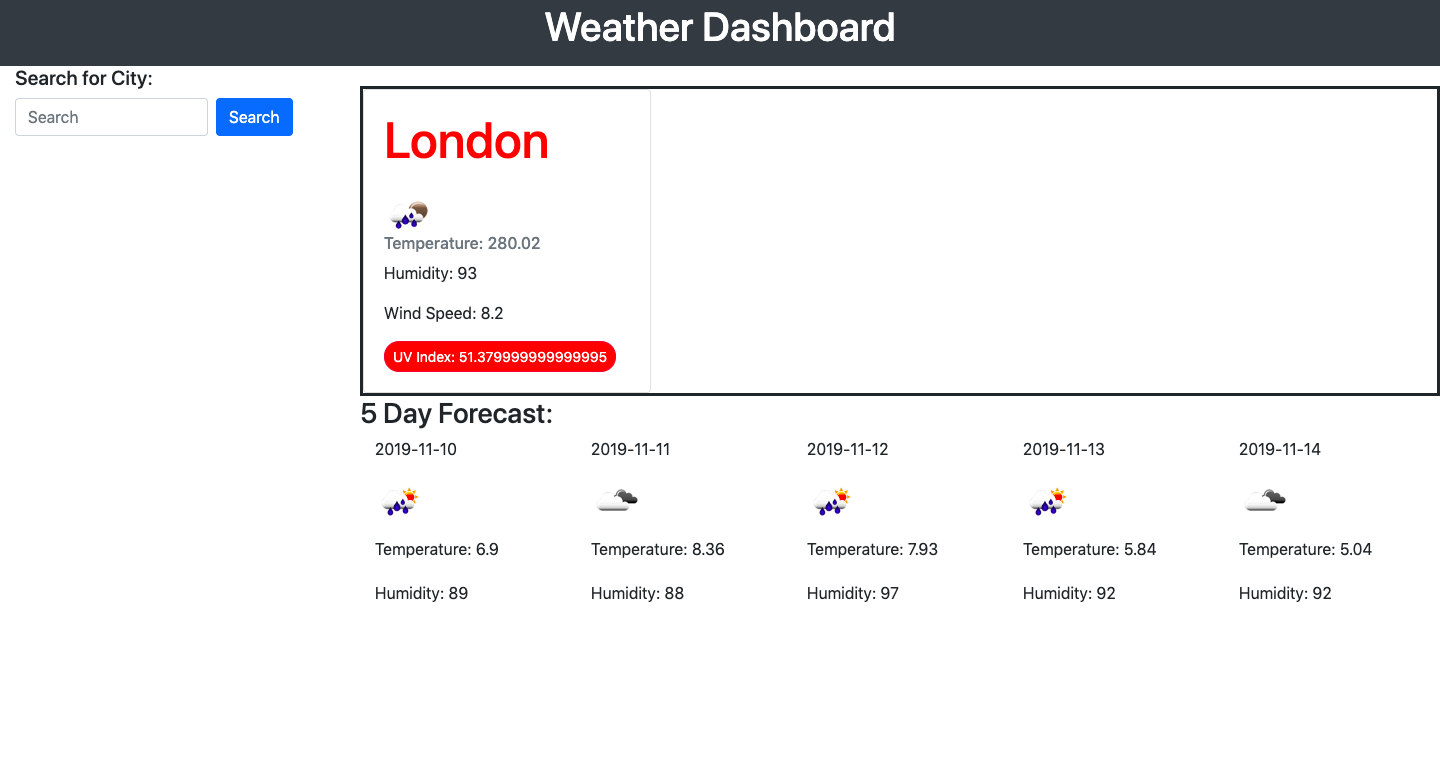 Weather Dashboard
Search for City:
Search Search
London
Temperature: 280.02
Humidity: 93
Wind Speed: 8.2
UV Index: 51.379999999999995
5 Day Forecast:
2019-11-10 2019-11-11 2019-11-12 2019-11-13 2019-11-14
Temperature: 6.9 Temperature: 8.36 Temperature: 7.93 Temperature: 5.84 Temperature: 5.04
Humidity: 89 Humidity: 88 Humidity: 97 Humidity: 92 Humidity: 92